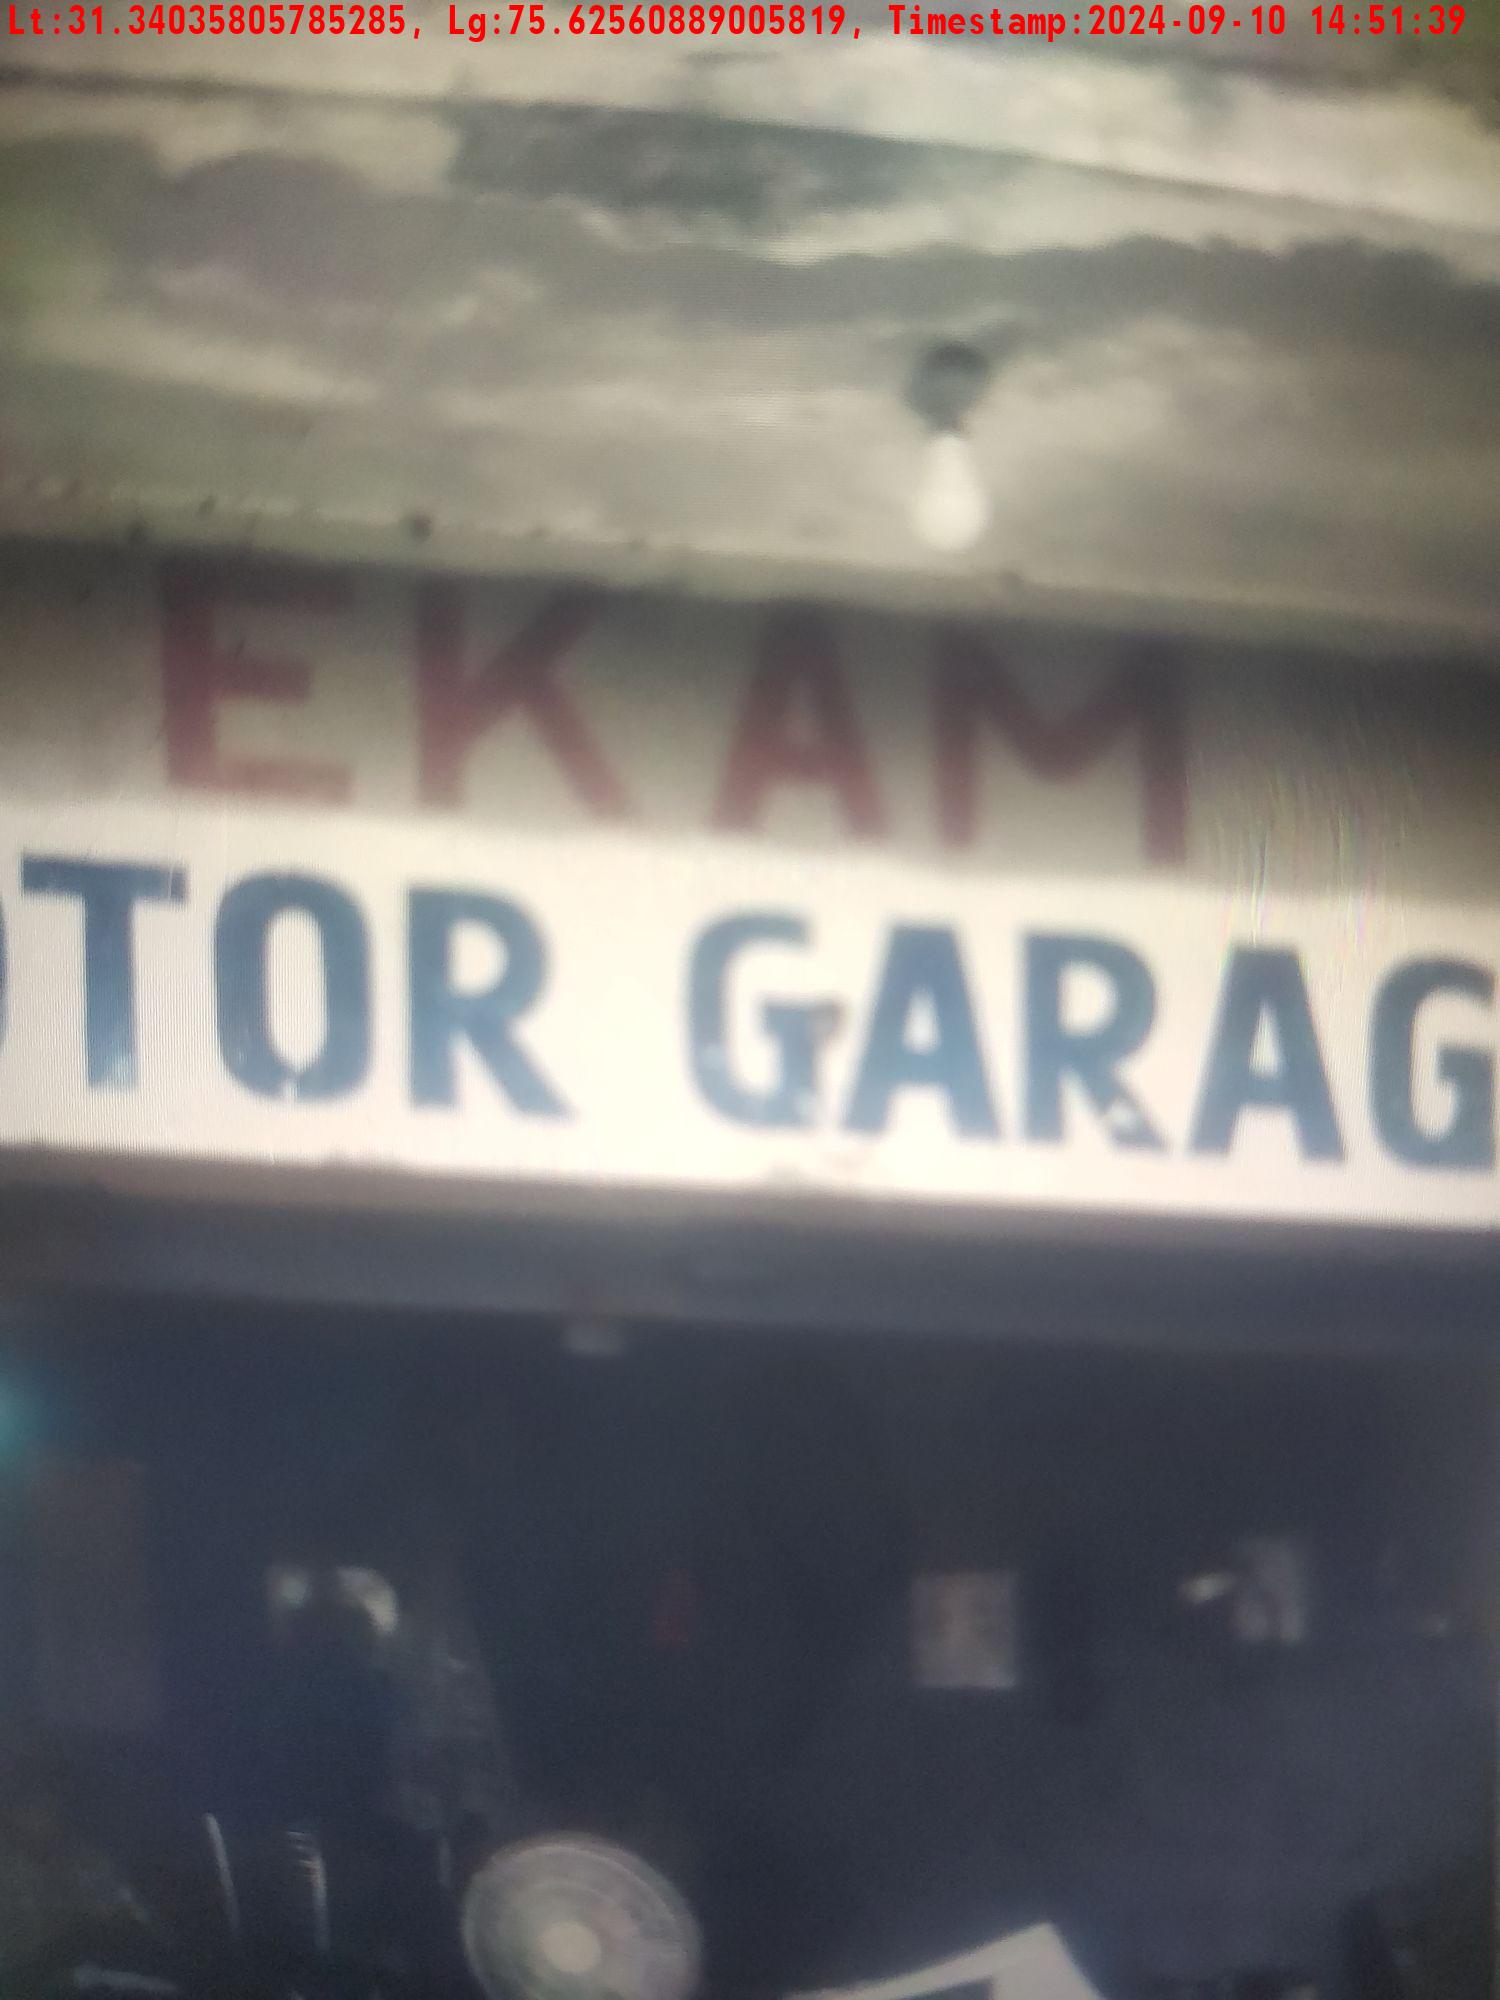 Lt:31.34035805785285, Lg:75.62560889005819, Timestamp:2024-09-10 14:51:39
EKAM
OTOR GARAG